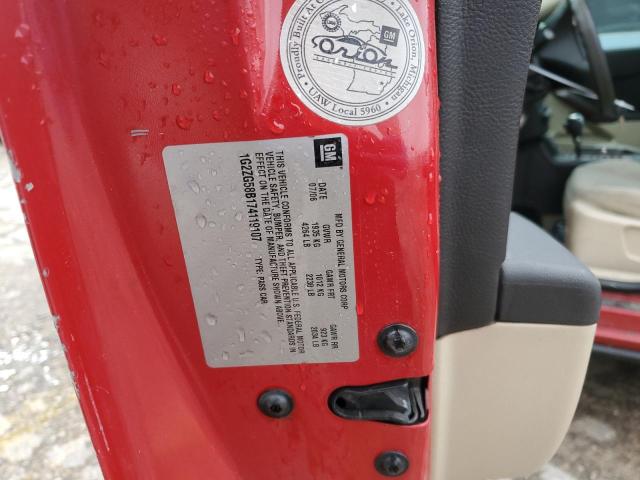 Proudly Built At Orion
Lake Orion, Michigan
Orion
GM
UAW Local 5960
GM
MFD BY GENERAL MOTORS CORP
07/06 GVWR GAWR FRT GAWR RR
1935 KG 1012 KG 923 KG
4264 LB 2230 LB 2034 LB
THIS VEHICLE CONFORMS TO ALL APPLICABLE U.S. FEDERAL MOTOR
VEHICLE SAFETY, BUMPER, AND THEFT PREVENTION STANDARDS IN
EFFECT ON THE DATE OF MANUFACTURE SHOWN ABOVE.
1G2ZG58B174119107 TYPE: PASS CAR